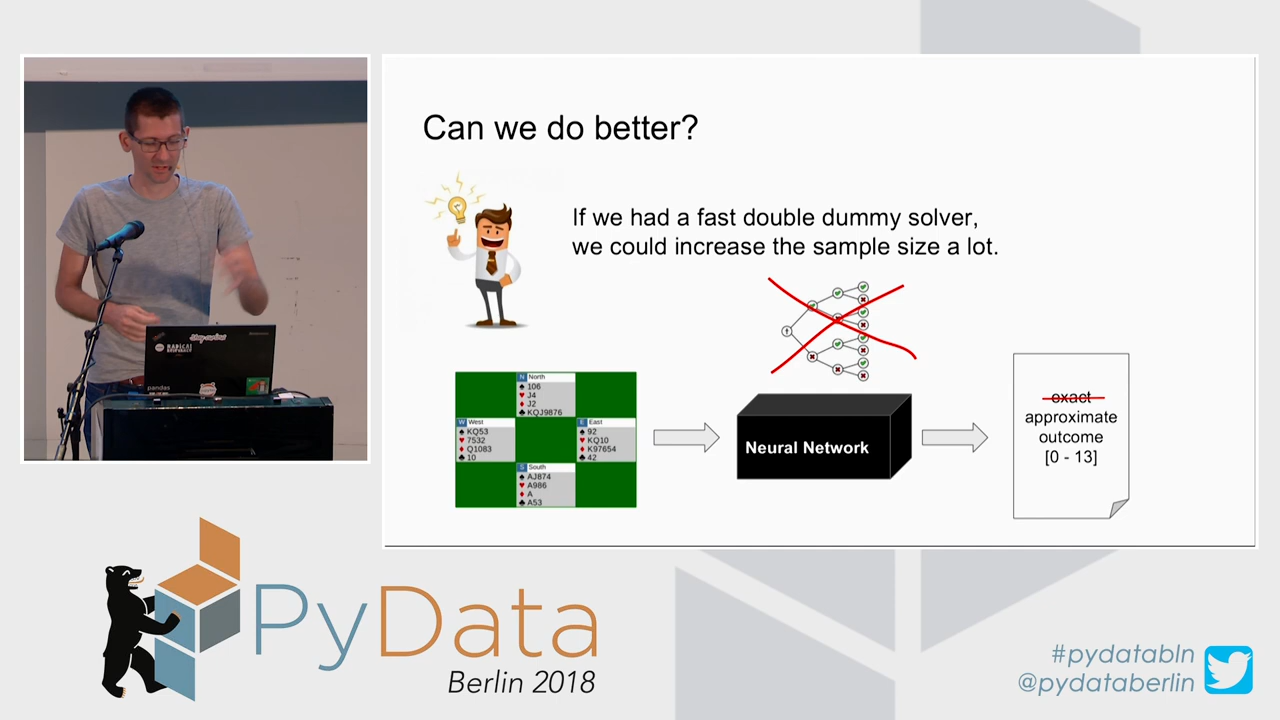 Can we do better?
If we had a fast double dummy solver,
we could increase the sample size a lot.
N North
♠ 106
♥ J4
♦ J2
♣ KQJ9876
W West
♠ KQ53
♥ 7532
♦ Q1083
♣ 10
E East
♠ 92
♥ KQ10
♦ K97654
♣ 42
S South
♠ AJ874
♥ A986
♦ A
♣ A53
Neural Network
exact
approximate
outcome
[0 - 13]
pandas
PyData
Berlin 2018
#pydatabln
@pydataberlin